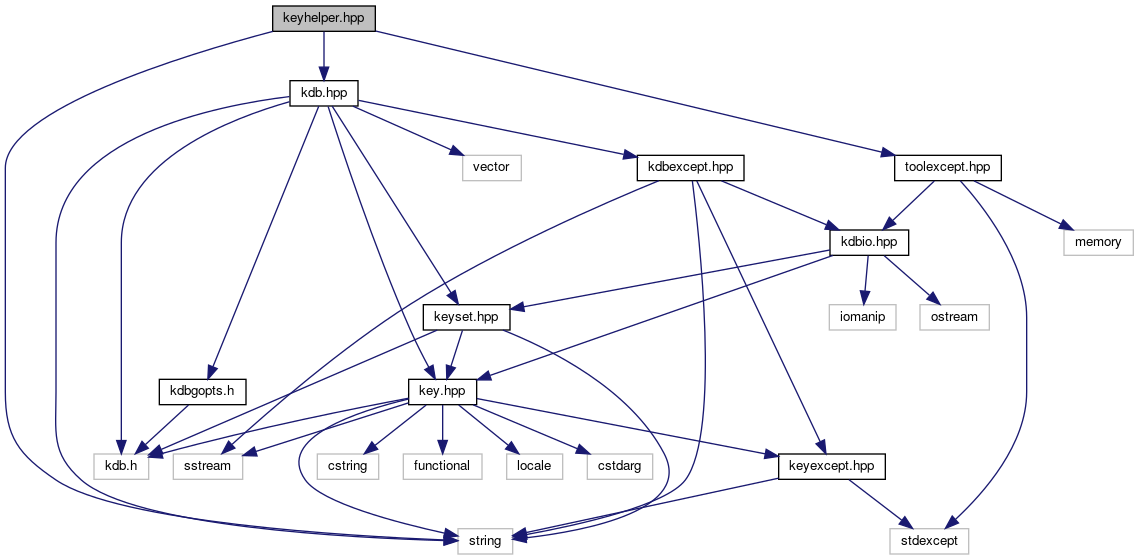 keyhelper.hpp
kdb.hpp
vector
kdbexcept.hpp
toolexcept.hpp
kdbio.hpp
memory
keyset.hpp
iomanip
ostream
kdbgopts.h
key.hpp
kdb.h
sstream
cstring
functional
locale
cstdarg
keyexcept.hpp
string
stdexcept